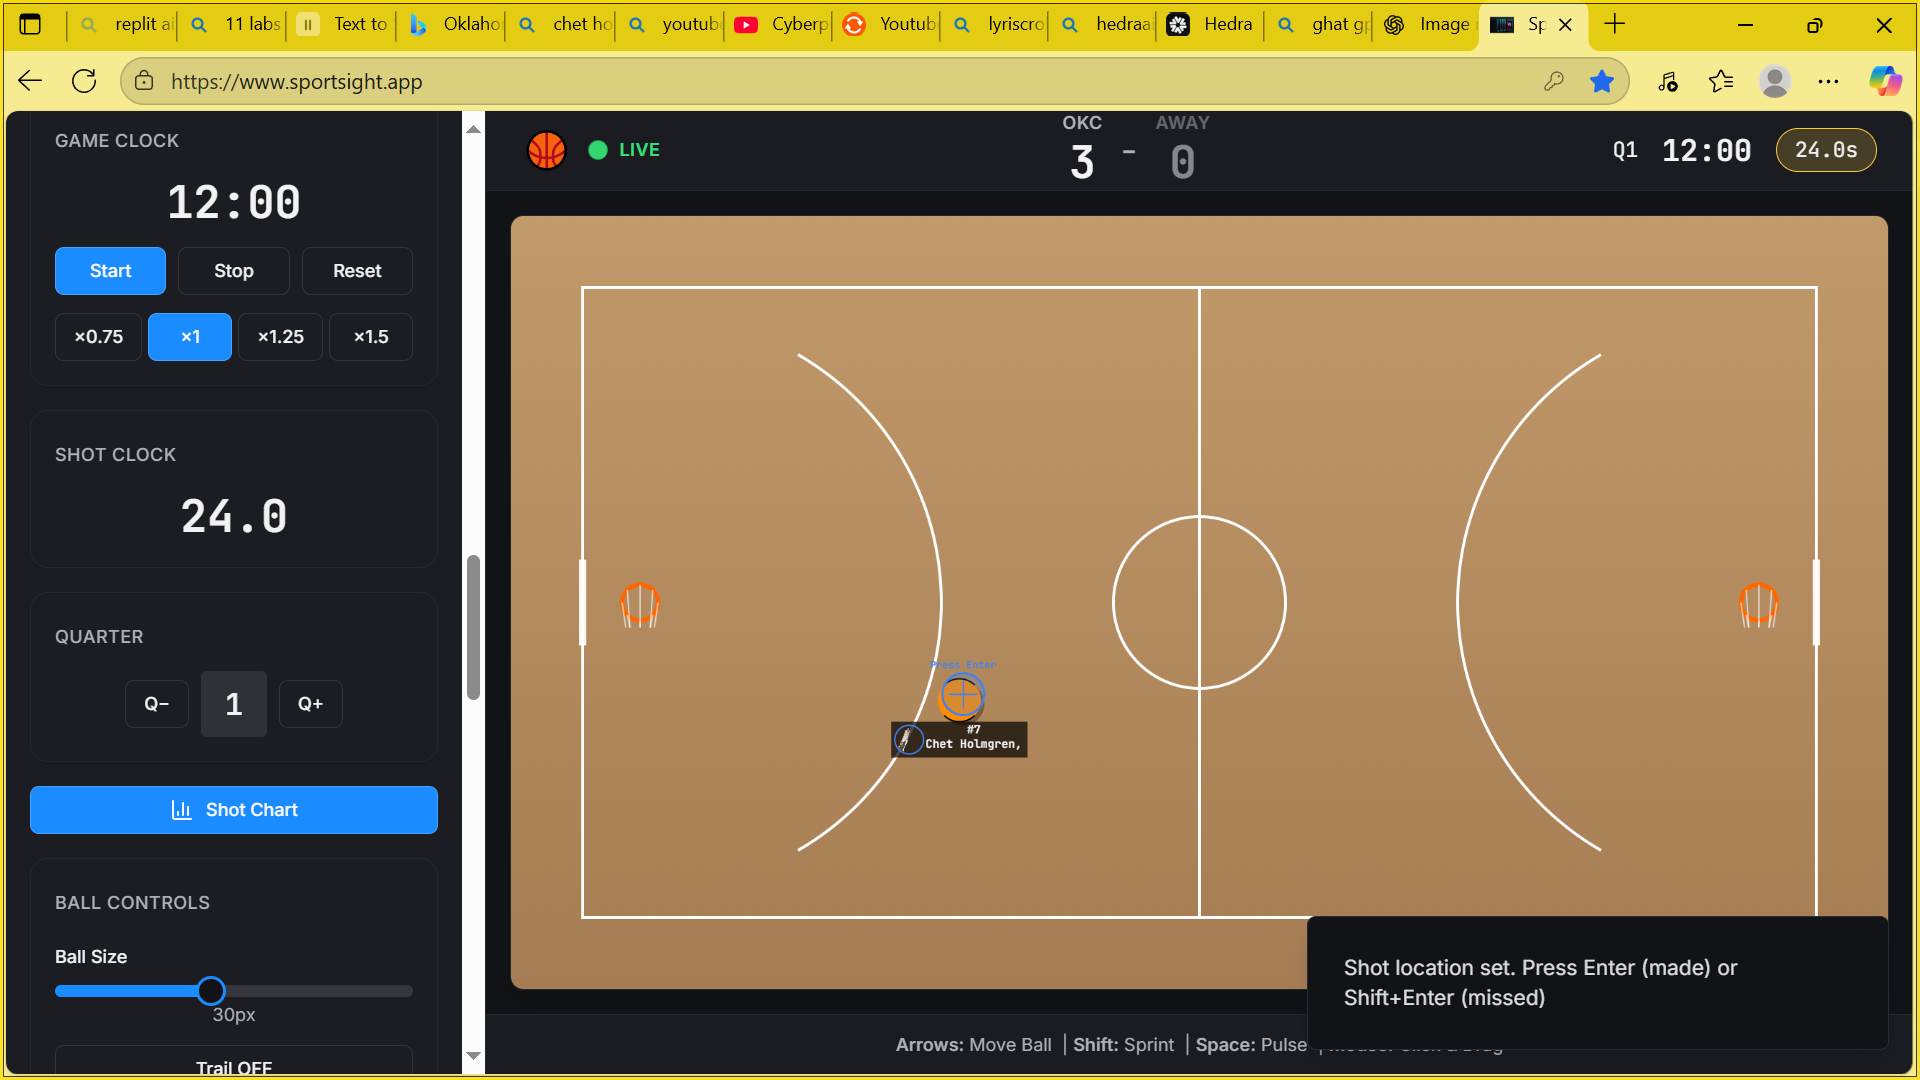 replit ai
11 labs
Text to
Oklaho
chet ho
youtube
Cyberp
Youtub
lyriscro
hedraai
Hedra
ghat gp
Image
Sp
https://www.sportsight.app
GAME CLOCK
12:00
Start
Stop
Reset
×0.75
×1
×1.25
×1.5
SHOT CLOCK
24.0
QUARTER
Q−
1
Q+
Shot Chart
BALL CONTROLS
Ball Size
30px
Trail OFF
LIVE
OKC
3
-
AWAY
0
Q1
12:00
24.0s
Press Enter
#7
Chet Holmgren,
Shot location set. Press Enter (made) or
Shift+Enter (missed)
Arrows: Move Ball | Shift: Sprint | Space: Pulse |